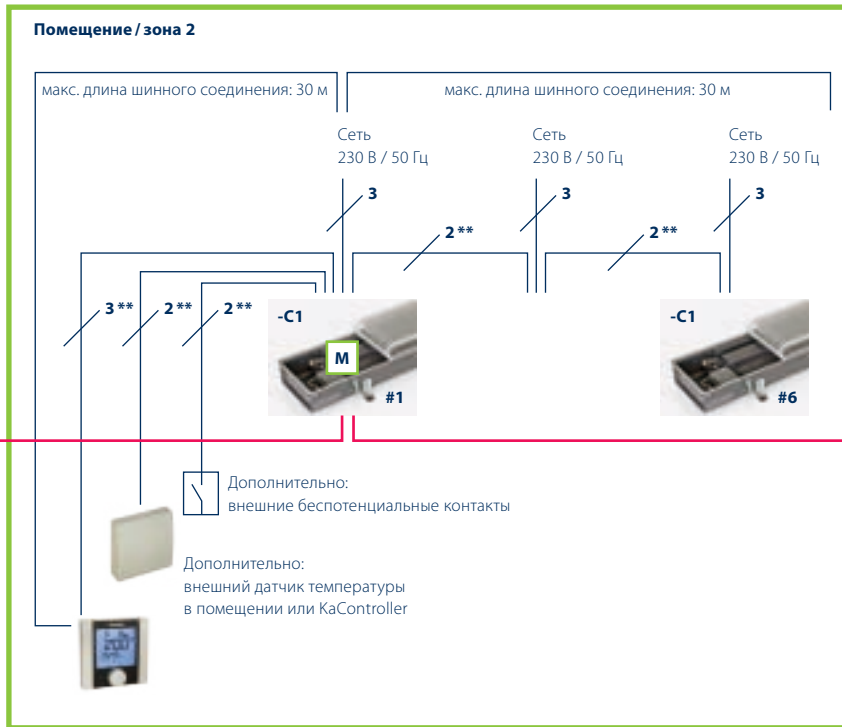 Помещение / зона 2
макс. длина шинного соединения: 30 м
макс. длина шинного соединения: 30 м
Сеть
230 В / 50 Гц
Сеть
230 В / 50 Гц
Сеть
230 В / 50 Гц
3
3
3
2 **
2 **
3 **
2 **
2 **
-C1
M
#1
-C1
#6
Дополнительно:
внешние беспотенциальные контакты
Дополнительно:
внешний датчик температуры
в помещении или KaController